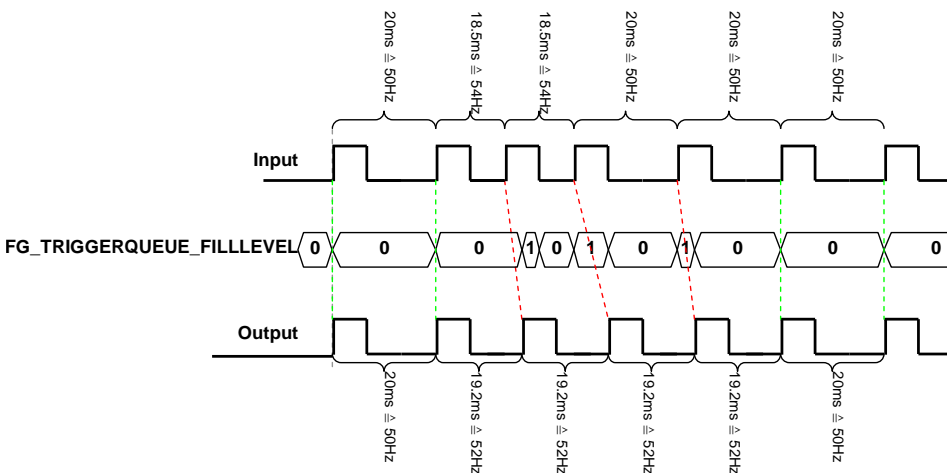 20ms ≙ 50Hz
18.5ms ≙ 54Hz
18.5ms ≙ 54Hz
20ms ≙ 50Hz
20ms ≙ 50Hz
20ms ≙ 50Hz
Input
FG_TRIGGERQUEUE_FILLLEVEL 0 0 0 1 0 1 0 1 0 0 0
Output
20ms ≙ 50Hz
19.2ms ≙ 52Hz
19.2ms ≙ 52Hz
19.2ms ≙ 52Hz
19.2ms ≙ 52Hz
20ms ≙ 50Hz